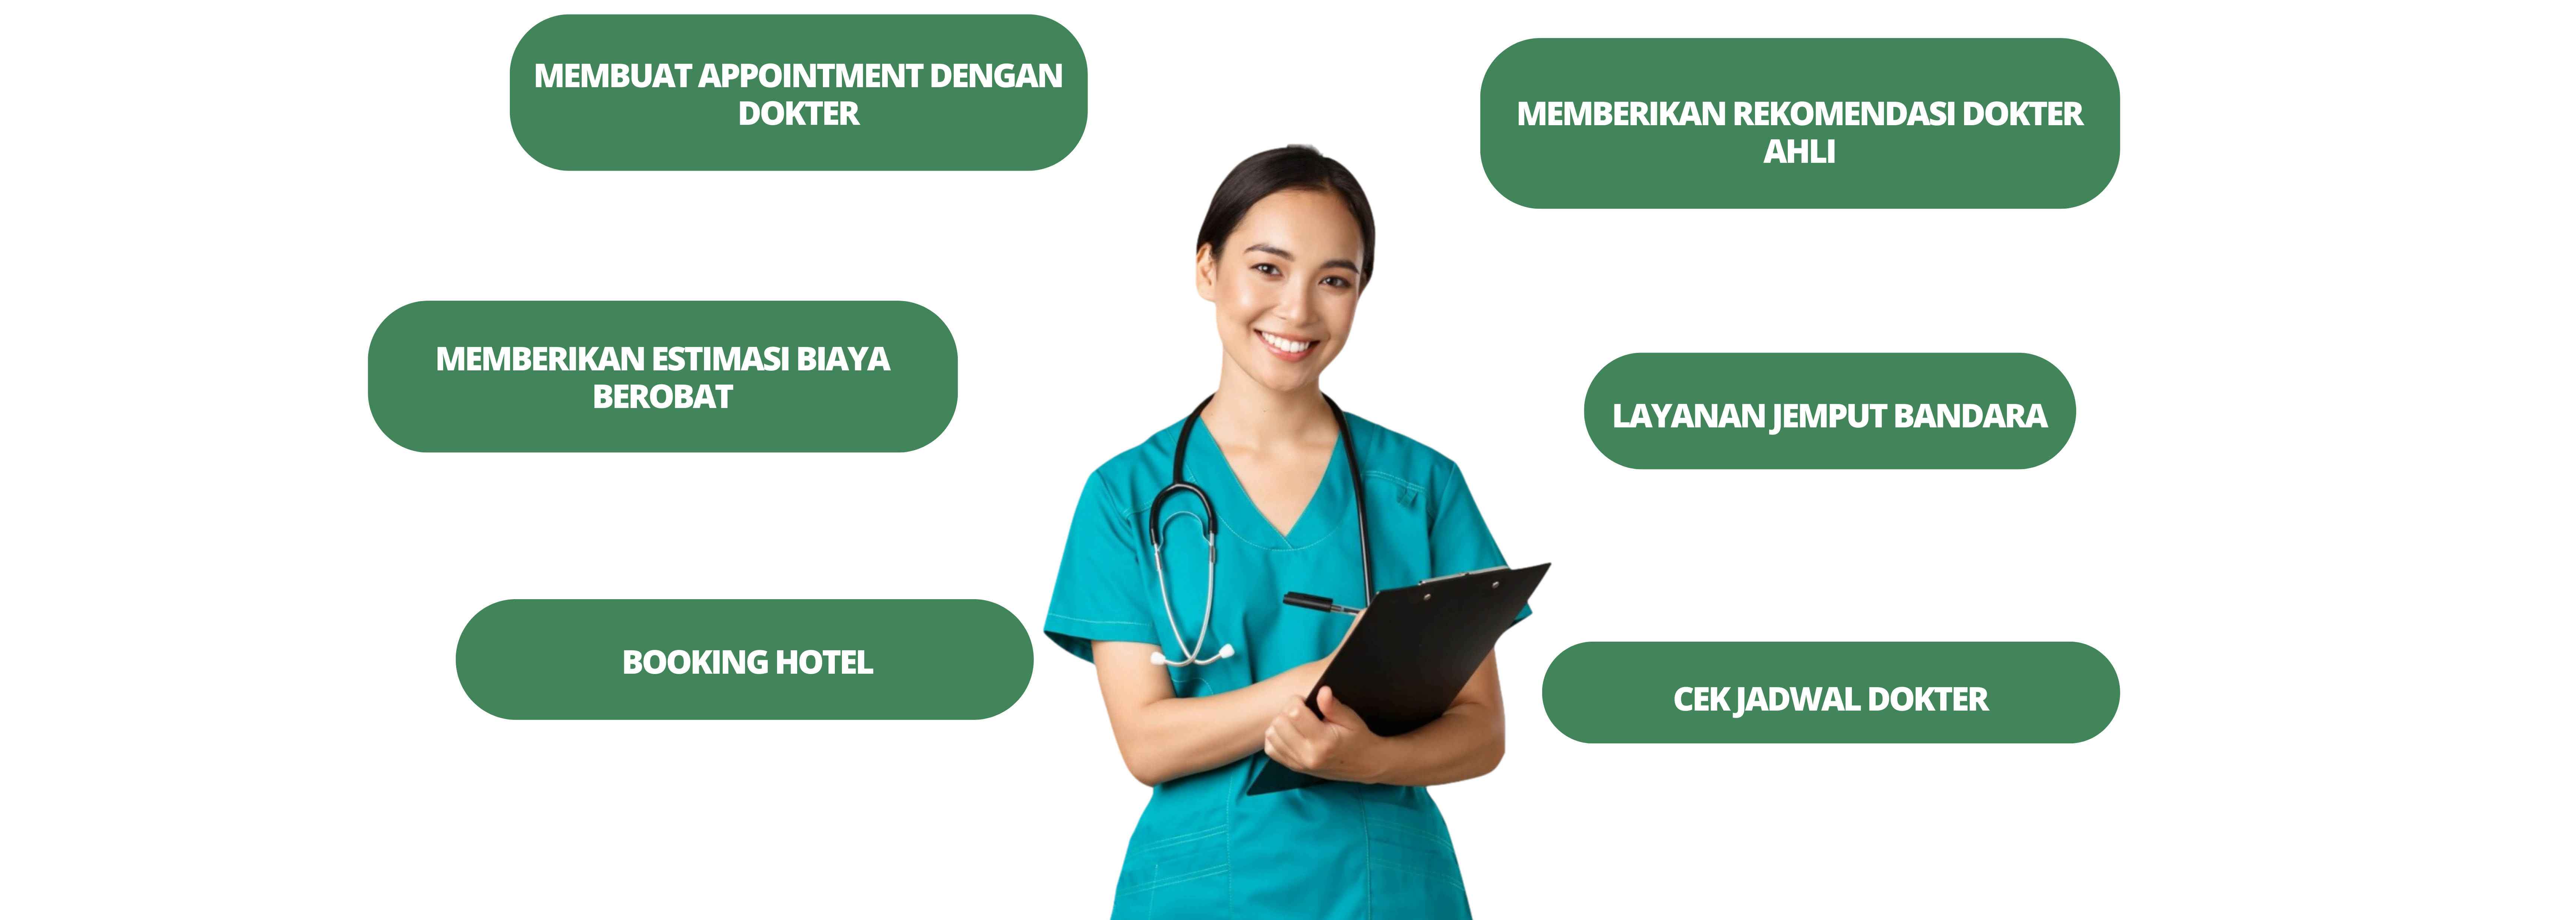 MEMBUAT APPOINTMENT DENGAN
DOKTER
MEMBERIKAN REKOMENDASI DOKTER
AHLI
MEMBERIKAN ESTIMASI BIAYA
BEROBAT
LAYANAN JEMPUT BANDARA
BOOKING HOTEL
CEK JADWAL DOKTER